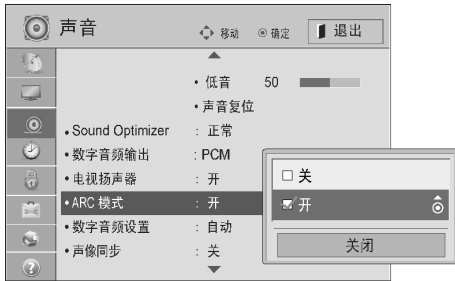 声音
移动
确定
退出
• 低音 50
• 声音复位
• Sound Optimizer : 正常
• 数字音频输出 : PCM
• 电视扬声器 : 开
• ARC 模式 : 开
• 数字音频设置 : 自动
• 声像同步 : 关
关
开
关闭